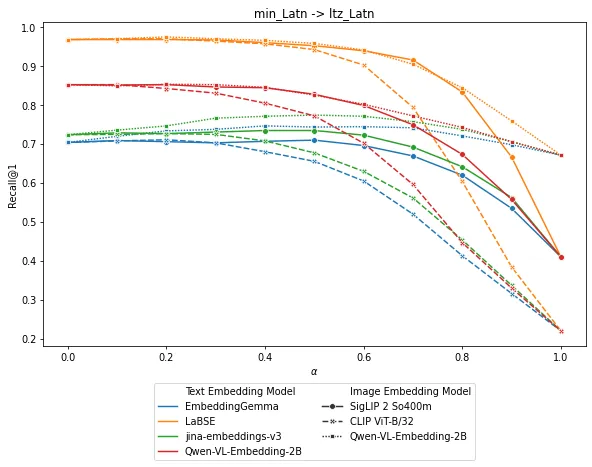 min_Latn -> ltz_Latn
Recall@1
1.0
0.9
0.8
0.7
0.6
0.5
0.4
0.3
0.2
0.0 0.2 0.4 0.6 0.8 1.0
α
Text Embedding Model Image Embedding Model
EmbeddingGemma SigLIP 2 So400m
LaBSE CLIP ViT-B/32
jina-embeddings-v3 Qwen-VL-Embedding-2B
Qwen-VL-Embedding-2B